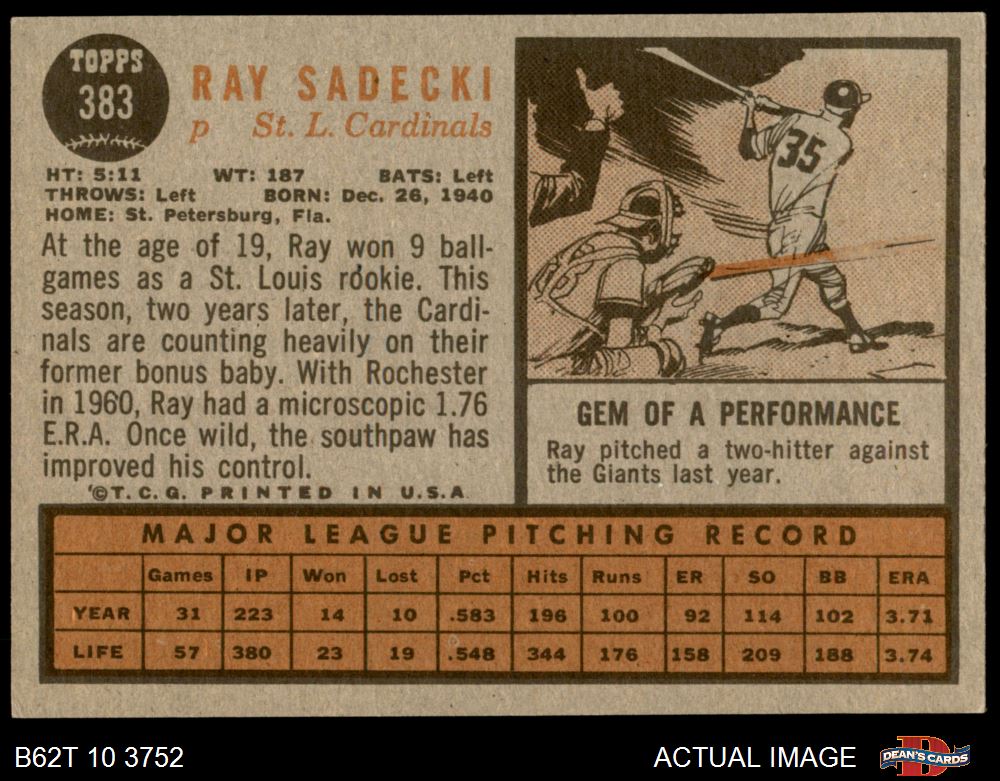 TOPPS
383
RAY SADECKI
p St. L. Cardinals
HT: 5:11 WT: 187 BATS: Left
THROWS: Left BORN: Dec. 26, 1940
HOME: St. Petersburg, Fla.
At the age of 19, Ray won 9 ball-
games as a St. Louis rookie. This
season, two years later, the Cardi-
nals are counting heavily on their
former bonus baby. With Rochester
in 1960, Ray had a microscopic 1.76
E.R.A. Once wild, the southpaw has
improved his control.
©T. C. G. PRINTED IN U.S.A
35
GEM OF A PERFORMANCE
Ray pitched a two-hitter against
the Giants last year.
MAJOR LEAGUE PITCHING RECORD
Games IP Won Lost Pct Hits Runs ER SO BB ERA
YEAR 31 223 14 10 .583 196 100 92 114 102 3.71
LIFE 57 380 23 19 .548 344 176 158 209 188 3.74
B62T 10 3752 ACTUAL IMAGE DEAN'S CARDS